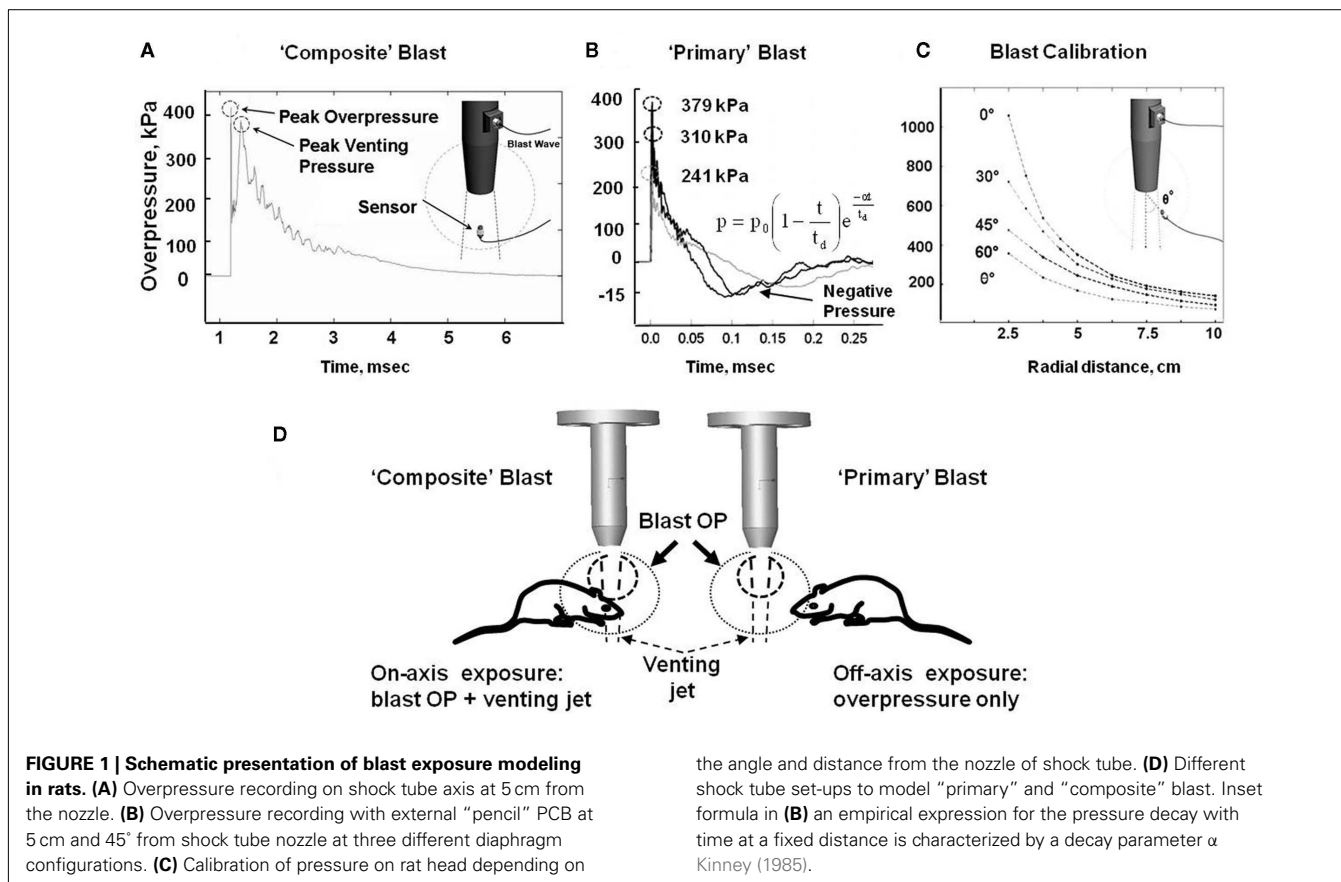 A
'Composite' Blast
Overpressure, kPa
400
300
200
100
0
Peak Overpressure
Peak Venting
Pressure
Blast Wave
Sensor
1 2 3 4 5 6
Time, msec
B
'Primary' Blast
400
300
200
100
0
-15
379 kPa
310 kPa
241 kPa
p = p₀(1 − t/t_d)e^(−αt/t_d)
Negative
Pressure
0.0 0.05 0.1 0.15 0.2 0.25
Time, msec
C
Blast Calibration
1000
800
600
400
200
0°
30°
45°
60°
θ°
θ°
2.5 5 7.5 10
Radial distance, cm
D
'Composite' Blast
'Primary' Blast
Blast OP
On-axis exposure:
blast OP + venting jet
Venting
jet
Off-axis exposure:
overpressure only
FIGURE 1 | Schematic presentation of blast exposure modeling
in rats. (A) Overpressure recording on shock tube axis at 5 cm from
the nozzle. (B) Overpressure recording with external "pencil" PCB at
5 cm and 45° from shock tube nozzle at three different diaphragm
configurations. (C) Calibration of pressure on rat head depending on
the angle and distance from the nozzle of shock tube. (D) Different
shock tube set-ups to model "primary" and "composite" blast. Inset
formula in (B) an empirical expression for the pressure decay with
time at a fixed distance is characterized by a decay parameter α
Kinney (1985).